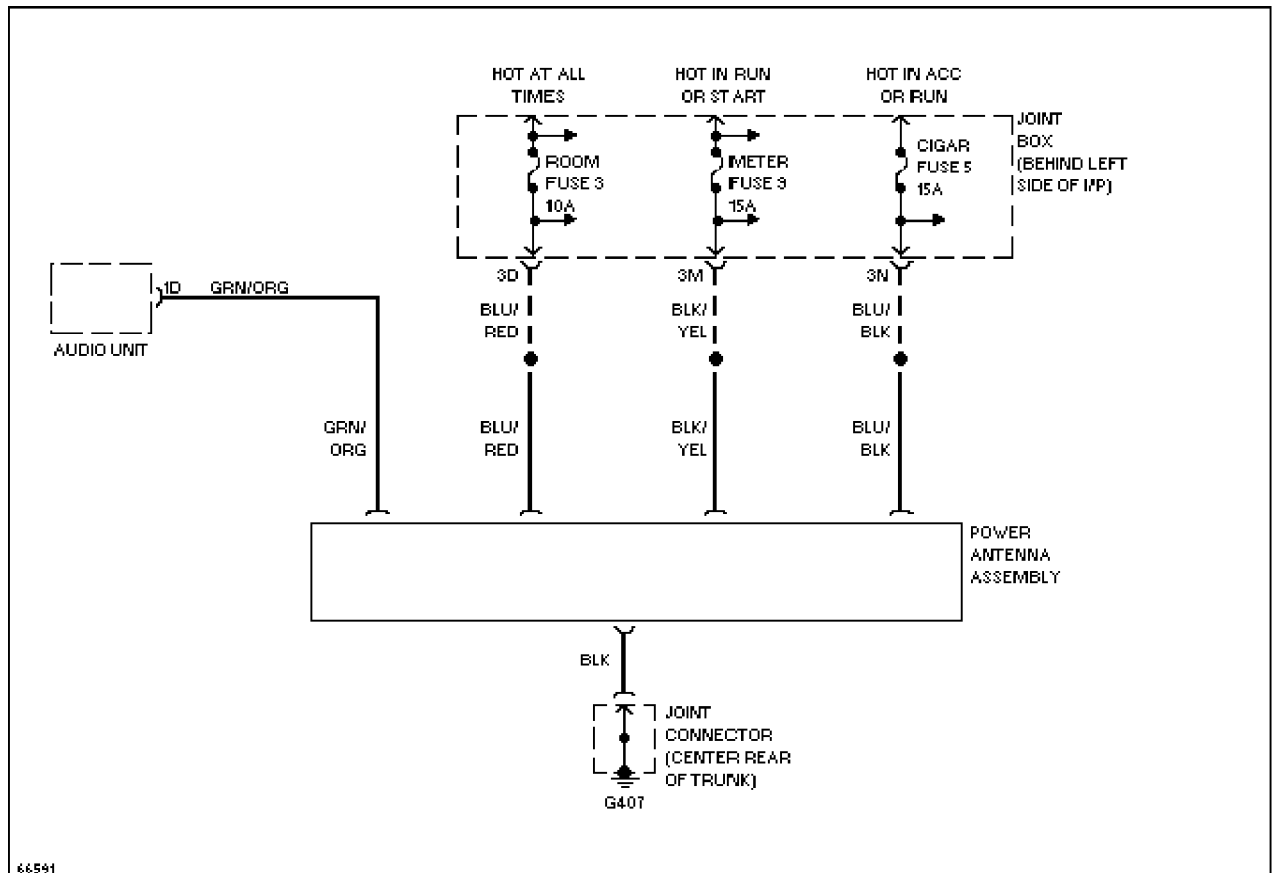 HOT AT ALL
TIMES
HOT IN RUN
OR START
HOT IN ACC
OR RUN
JOINT
BOX
(BEHIND LEFT
SIDE OF I/P)
ROOM
FUSE 3
10A
METER
FUSE 9
15A
CIGAR
FUSE 5
15A
3D
3M
3N
BLU/
RED
BLK/
YEL
BLU/
BLK
1D
GRN/ORG
AUDIO UNIT
GRN/
ORG
BLU/
RED
BLK/
YEL
BLU/
BLK
POWER
ANTENNA
ASSEMBLY
BLK
JOINT
CONNECTOR
(CENTER REAR
OF TRUNK)
G407
66591